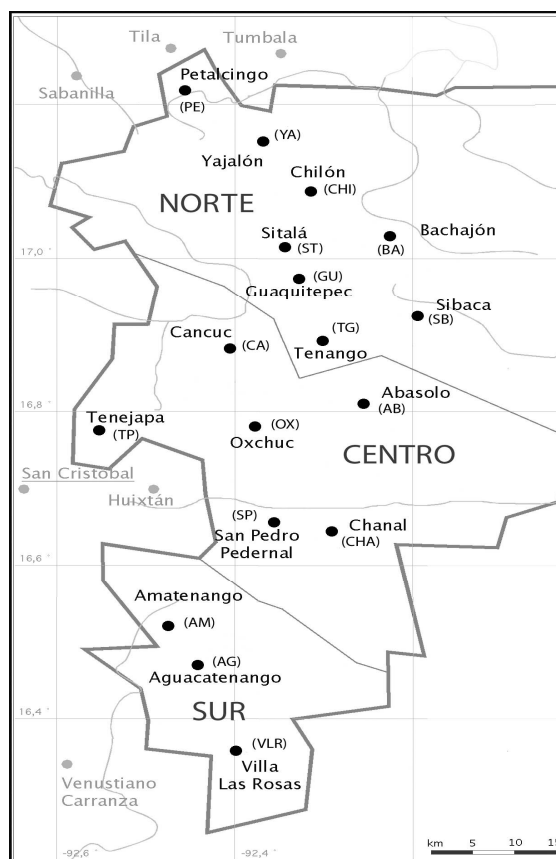 Tila
Tumbala
Petalcingo
Sabanilla
(PE)
(YA)
Yajalón
Chilón
(CHI)
NORTE
Sitalá
(ST)
Bachajón
(BA)
17,0 °
(GU)
Guaquitepec
Sibaca
(SB)
Cancuc
(CA)
(TG)
Tenango
16,8 °
Abasolo
(AB)
Tenejapa
(TP)
(OX)
Oxchuc
CENTRO
San Cristobal
Huixtán
(SP)
San Pedro
Pedernal
Chanal
(CHA)
16,6 °
Amatenango
(AM)
(AG)
Aguacatenango
16,4 °
SUR
(VLR)
Villa
Las Rosas
Venustiano
Carranza
-92,6 °
-92,4 °
km 5 10 15